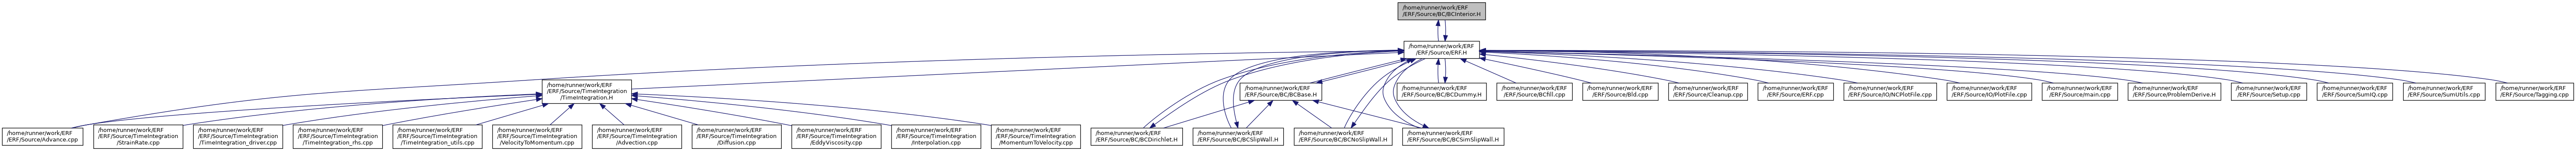 /home/runner/work/ERF
/ERF/Source/BC/BCInterior.H
/home/runner/work/ERF
/ERF/Source/ERF.H
/home/runner/work/ERF
/ERF/Source/TimeIntegration
/TimeIntegration.H
/home/runner/work/ERF
/ERF/Source/BC/BCBase.H
/home/runner/work/ERF
/ERF/Source/BC/BCDummy.H
/home/runner/work/ERF
/ERF/Source/BCfill.cpp
/home/runner/work/ERF
/ERF/Source/Bld.cpp
/home/runner/work/ERF
/ERF/Source/Cleanup.cpp
/home/runner/work/ERF
/ERF/Source/ERF.cpp
/home/runner/work/ERF
/ERF/Source/IO/NCPlotFile.cpp
/home/runner/work/ERF
/ERF/Source/IO/PlotFile.cpp
/home/runner/work/ERF
/ERF/Source/main.cpp
/home/runner/work/ERF
/ERF/Source/ProblemDerive.H
/home/runner/work/ERF
/ERF/Source/Setup.cpp
/home/runner/work/ERF
/ERF/Source/SumIQ.cpp
/home/runner/work/ERF
/ERF/Source/SumUtils.cpp
/home/runner/work/ERF
/ERF/Source/Tagging.cpp
/home/runner/work/ERF
/ERF/Source/Advance.cpp
/home/runner/work/ERF
/ERF/Source/TimeIntegration
/StrainRate.cpp
/home/runner/work/ERF
/ERF/Source/TimeIntegration
/TimeIntegration_driver.cpp
/home/runner/work/ERF
/ERF/Source/TimeIntegration
/TimeIntegration_rhs.cpp
/home/runner/work/ERF
/ERF/Source/TimeIntegration
/TimeIntegration_utils.cpp
/home/runner/work/ERF
/ERF/Source/TimeIntegration
/VelocityToMomentum.cpp
/home/runner/work/ERF
/ERF/Source/TimeIntegration
/Advection.cpp
/home/runner/work/ERF
/ERF/Source/TimeIntegration
/Diffusion.cpp
/home/runner/work/ERF
/ERF/Source/TimeIntegration
/EddyViscosity.cpp
/home/runner/work/ERF
/ERF/Source/TimeIntegration
/Interpolation.cpp
/home/runner/work/ERF
/ERF/Source/TimeIntegration
/MomentumToVelocity.cpp
/home/runner/work/ERF
/ERF/Source/BC/BCDirichlet.H
/home/runner/work/ERF
/ERF/Source/BC/BCSlipWall.H
/home/runner/work/ERF
/ERF/Source/BC/BCNoSlipWall.H
/home/runner/work/ERF
/ERF/Source/BC/BCSimSlipWall.H